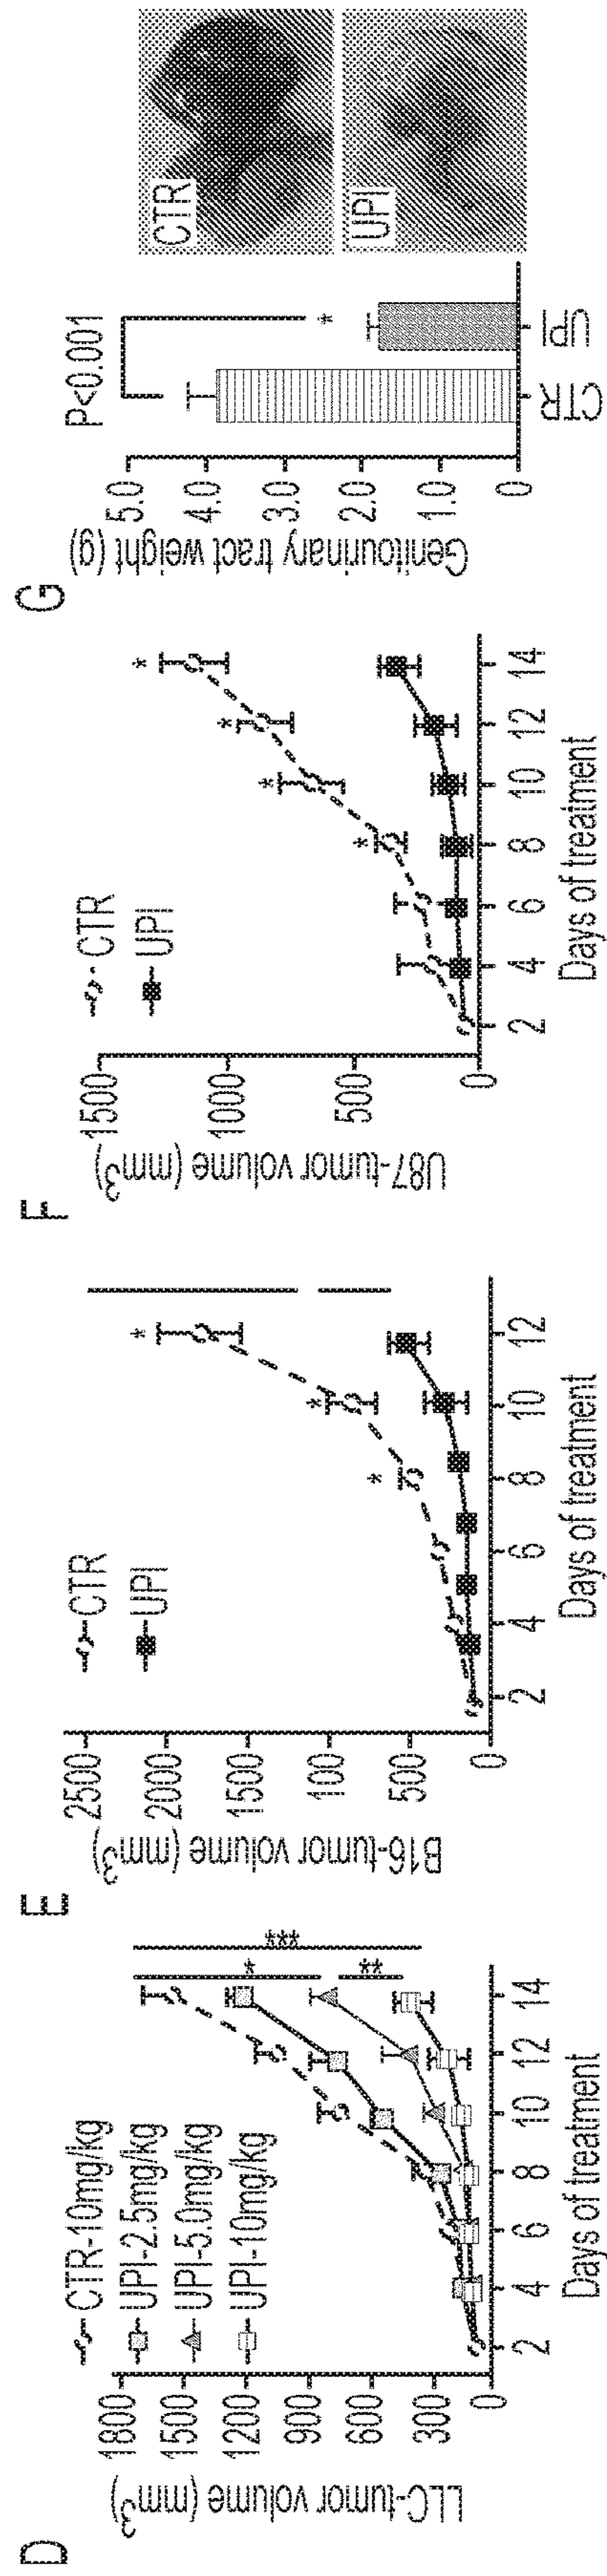 D
LLC-tumor volume (mm3)
1800
1500
1200
900
600
300
0
CTR-10mg/kg
UPI-2.5mg/kg
UPI-5.0mg/kg
UPI-10mg/kg
*
**
***
2 4 6 8 10 12 14
Days of treatment
E
B16-tumor volume (mm3)
2500
2000
1500
100
500
0
CTR
UPI
*
*
*
2 4 6 8 10 12
Days of treatment
F
U87-tumor volume (mm3)
1500
1000
500
0
CTR
UPI
*
*
*
*
2 4 6 8 10 12 14
Days of treatment
G
Genitourinary tract weight (g)
5.0
4.0
3.0
2.0
1.0
0
P<0.001
*
CTR UPI
CTR
UPI